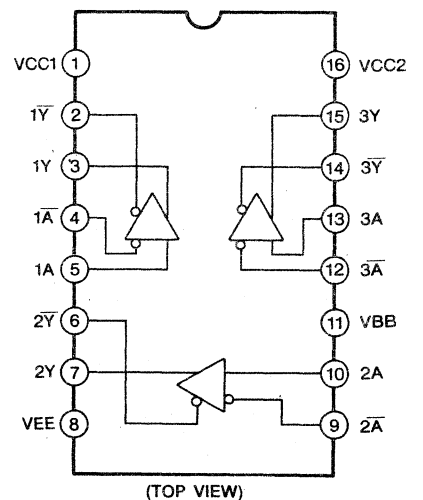 VCC1 1 16 VCC2
1Y̅ 2 15 3Y
1Y 3 14 3Y̅
1A̅ 4 13 3A
1A 5 12 3A̅
2Y̅ 6 11 VBB
2Y 7 10 2A
VEE 8 9 2A̅
(TOP VIEW)